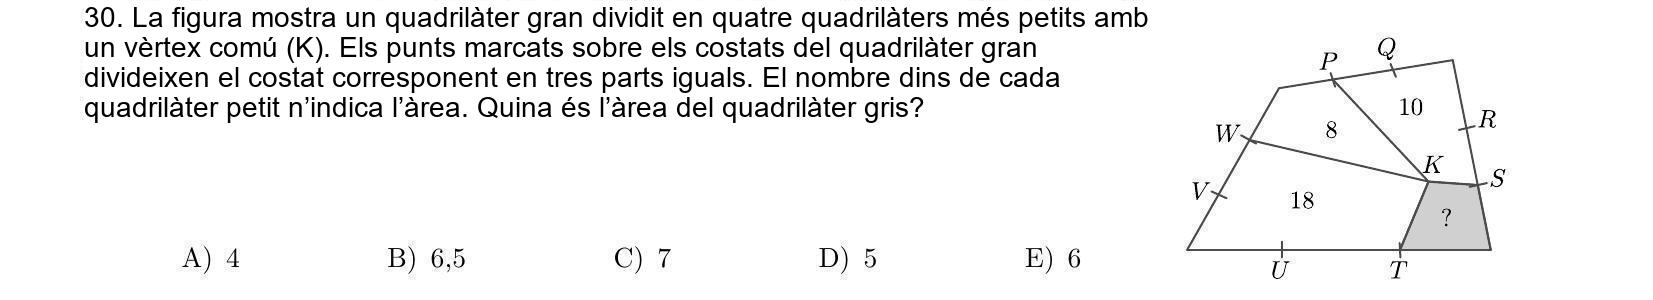 30. La figura mostra un quadrilàter gran dividit en quatre quadrilàters més petits amb
un vèrtex comú (K). Els punts marcats sobre els costats del quadrilàter gran
divideixen el costat corresponent en tres parts iguals. El nombre dins de cada
quadrilàter petit n’indica l’àrea. Quina és l’àrea del quadrilàter gris?
A) 4 B) 6,5 C) 7 D) 5 E) 6
Q
P
10
R
W
8
K
S
V
18
?
U T